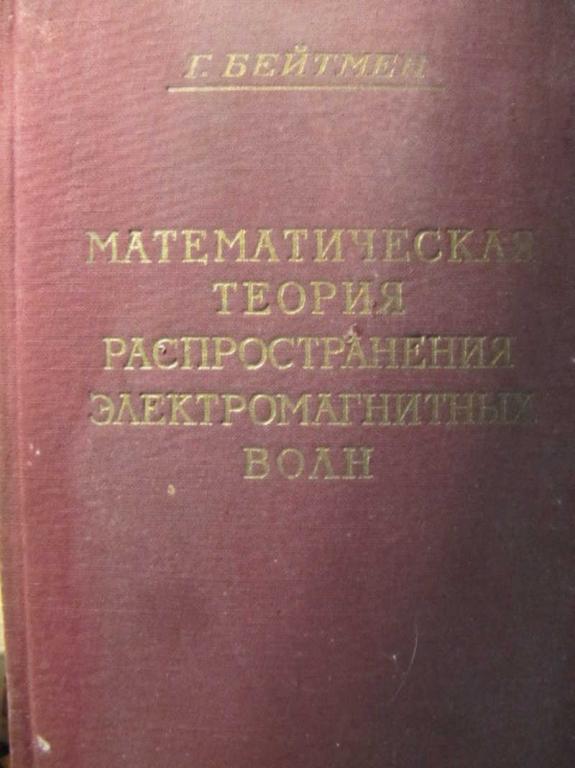 Г. БЕЙТМЕН
МАТЕМАТИЧЕСКАЯ
ТЕОРИЯ
РАСПРОСТРАНЕНИЯ
ЭЛЕКТРОМАГНИТНЫХ
ВОЛН